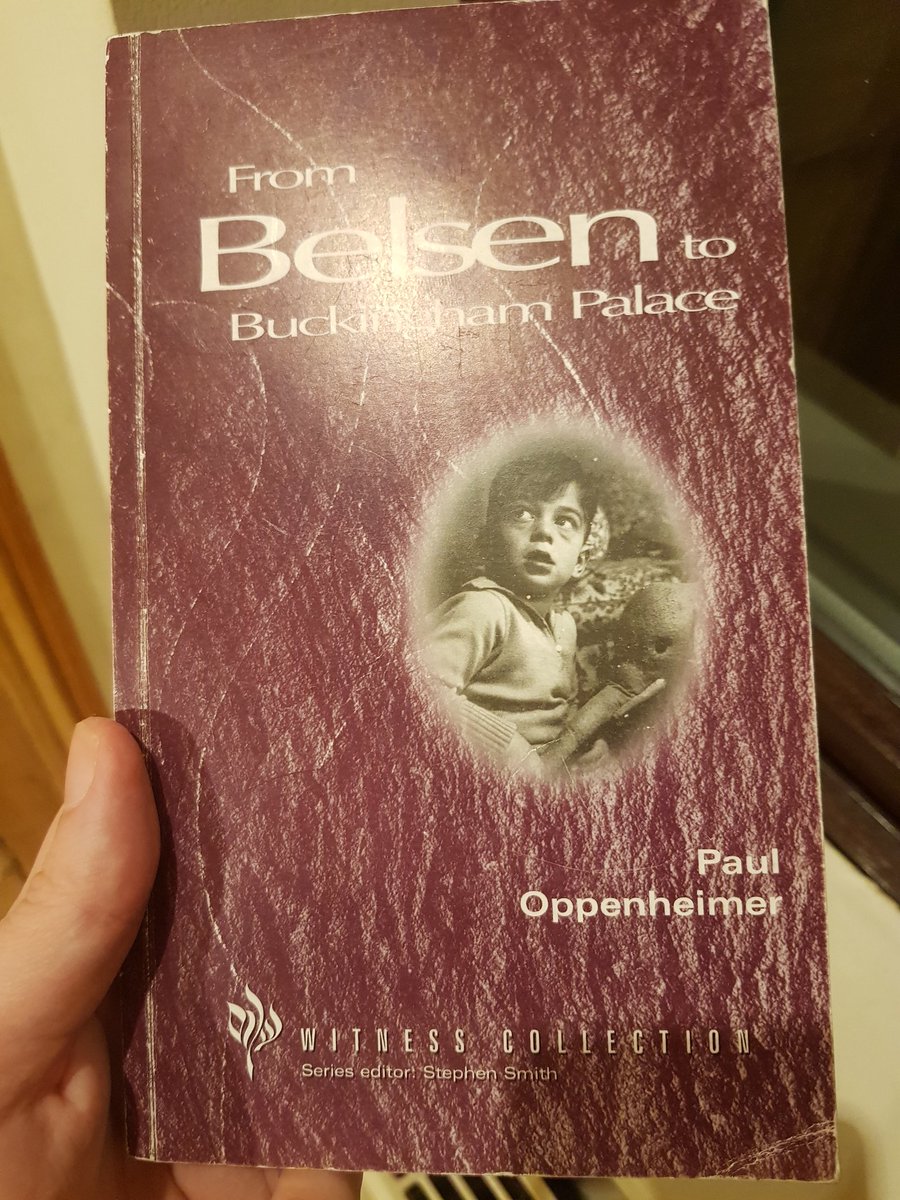 From
Belsen to
Buckingham Palace
Paul
Oppenheimer
WITNESS COLLECTION
Series editor: Stephen Smith